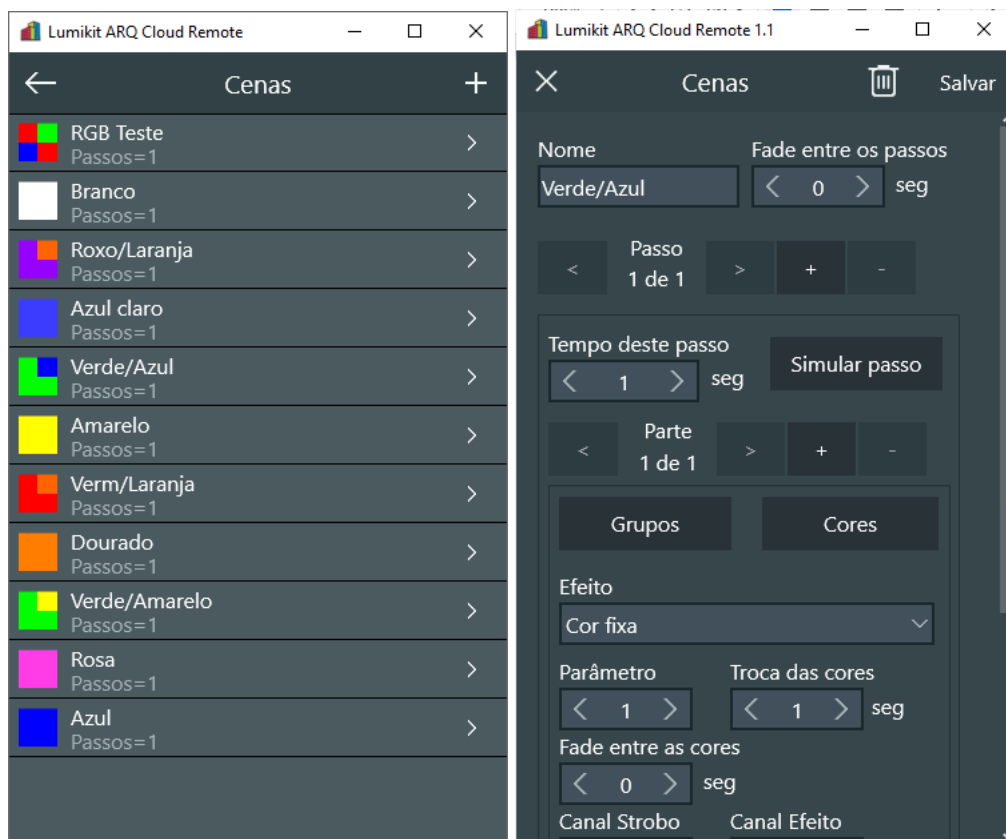 Lumikit ARQ Cloud Remote
Cenas
RGB Teste
Passos=1
Branco
Passos=1
Roxo/Laranja
Passos=1
Azul claro
Passos=1
Verde/Azul
Passos=1
Amarelo
Passos=1
Verm/Laranja
Passos=1
Dourado
Passos=1
Verde/Amarelo
Passos=1
Rosa
Passos=1
Azul
Passos=1
Lumikit ARQ Cloud Remote 1.1
Cenas Salvar
Nome Fade entre os passos
Verde/Azul < 0 > seg
< Passo > + -
1 de 1
Tempo deste passo
< 1 > seg Simular passo
< Parte > + -
1 de 1
Grupos Cores
Efeito
Cor fixa
Parâmetro Troca das cores
< 1 > < 1 > seg
Fade entre as cores
< 0 > seg
Canal Strobo Canal Efeito